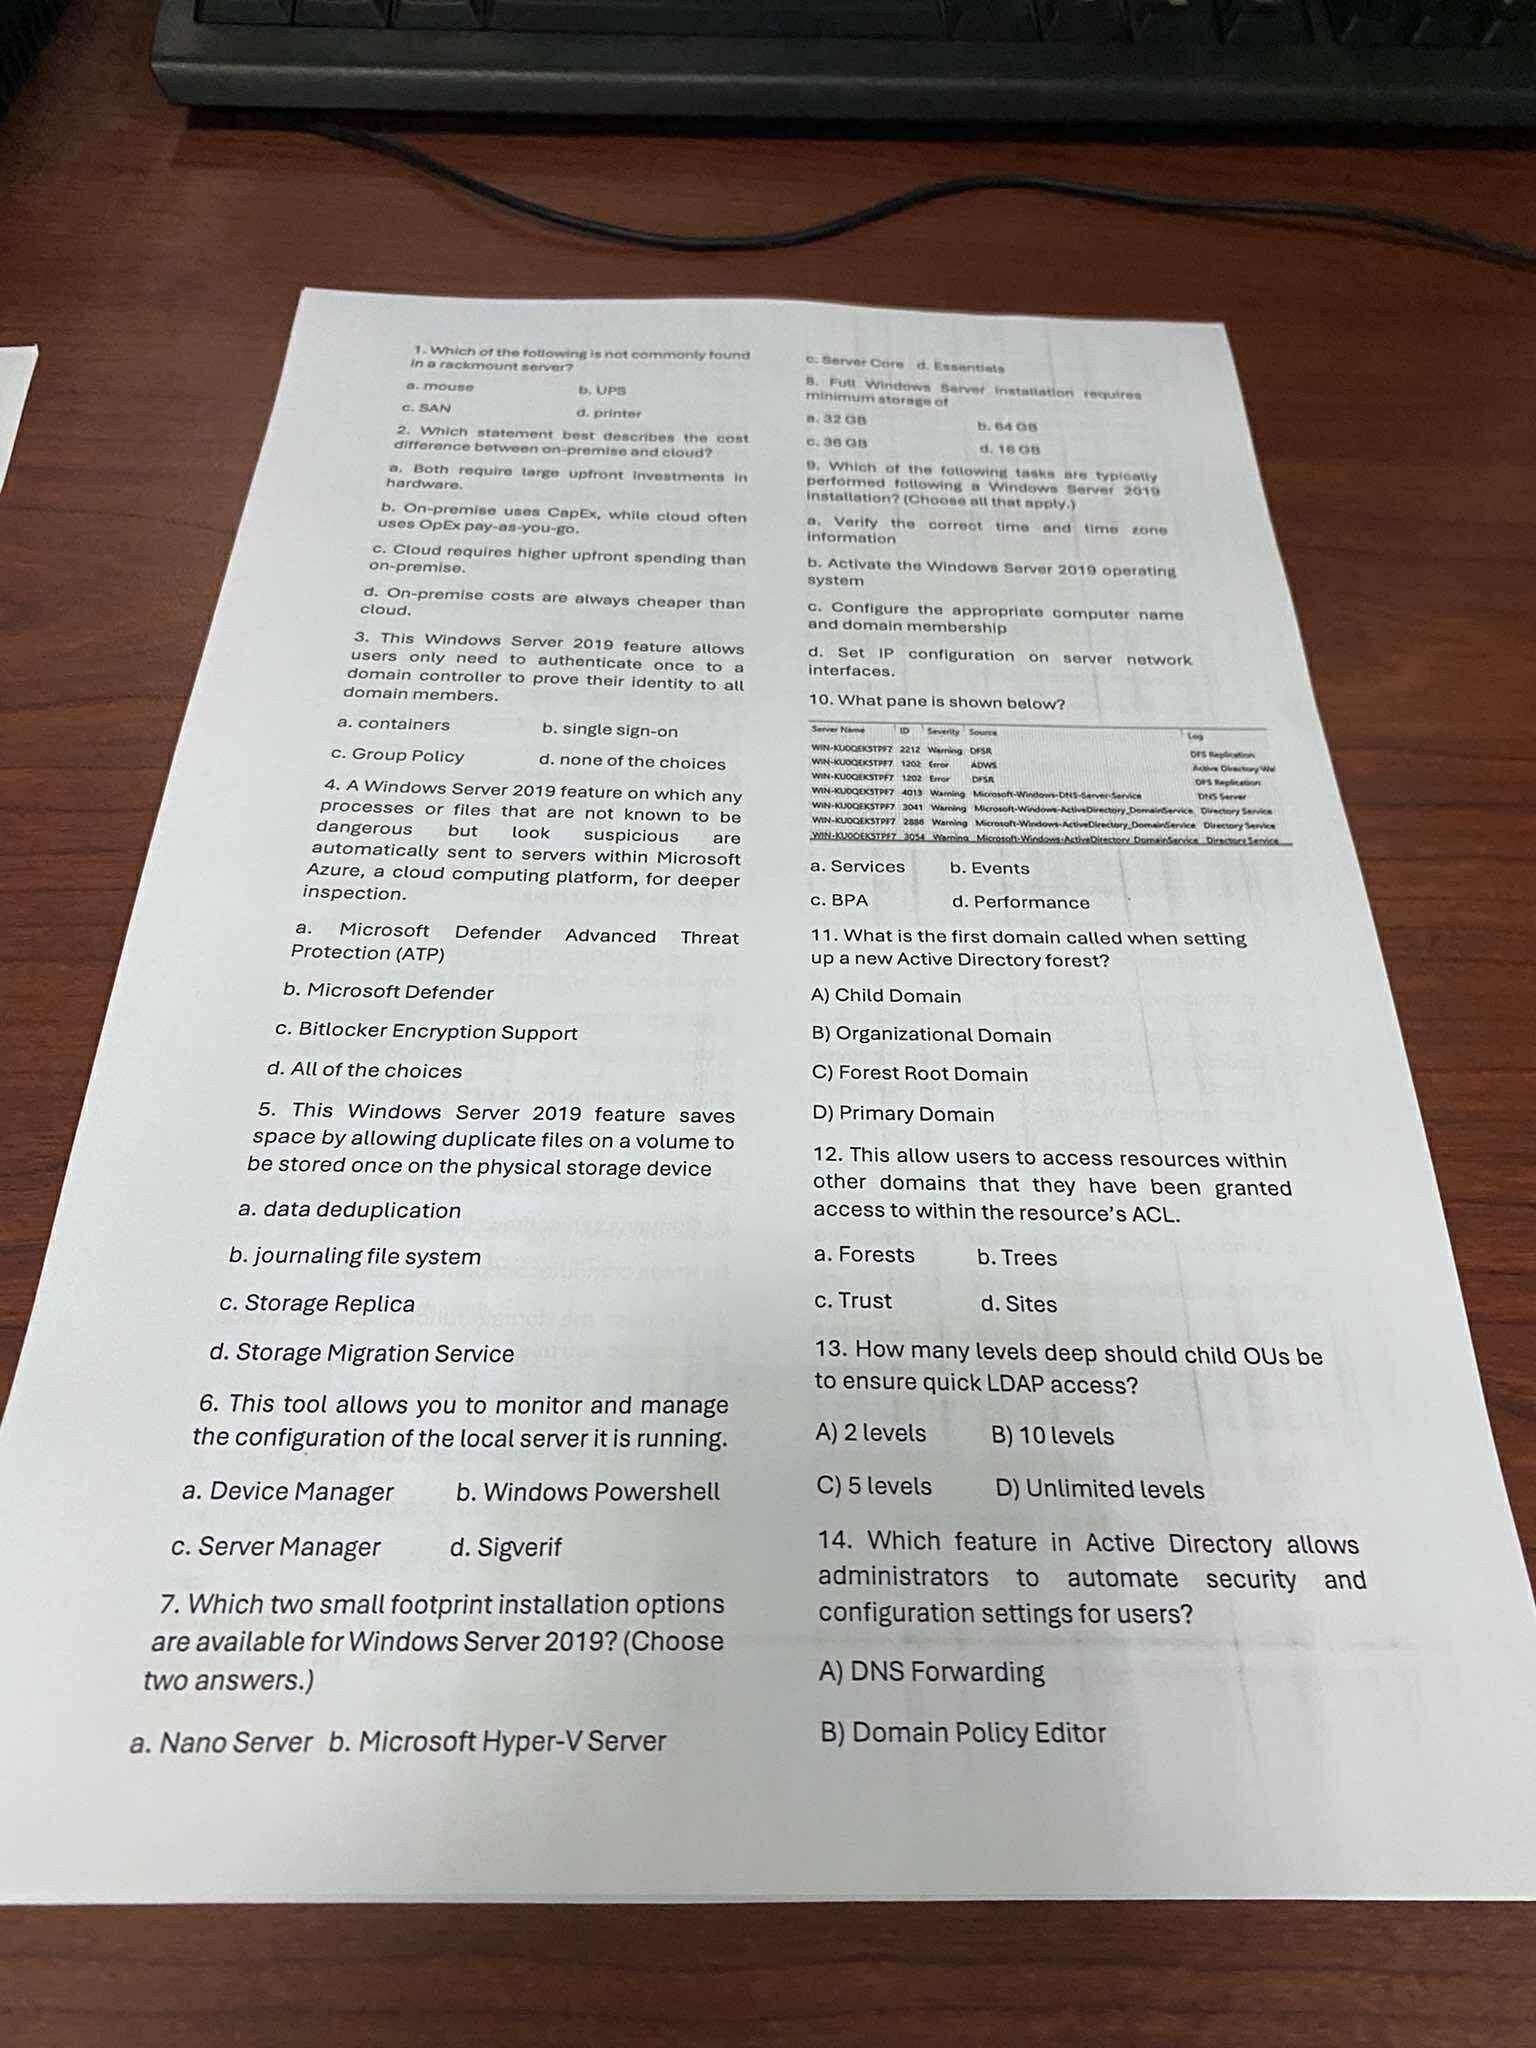 1. Which of the following is not commonly found
in a rackmount server?
a. mouse b. UPS
c. SAN d. printer
2. Which statement best describes the cost
difference between on-premise and cloud?
a. Both require large upfront investments in
hardware.
b. On-premise uses CapEx, while cloud often
uses OpEx pay-as-you-go.
c. Cloud requires higher upfront spending than
on-premise.
d. On-premise costs are always cheaper than
cloud.
3. This Windows Server 2019 feature allows
users only need to authenticate once to a
domain controller to prove their identity to all
domain members.
a. containers b. single sign-on
c. Group Policy d. none of the choices
4. A Windows Server 2019 feature on which any
processes or files that are not known to be
dangerous but look suspicious are
automatically sent to servers within Microsoft
Azure, a cloud computing platform, for deeper
inspection.
a. Microsoft Defender Advanced Threat
Protection (ATP)
b. Microsoft Defender
c. Bitlocker Encryption Support
d. All of the choices
5. This Windows Server 2019 feature saves
space by allowing duplicate files on a volume to
be stored once on the physical storage device
a. data deduplication
b. journaling file system
c. Storage Replica
d. Storage Migration Service
6. This tool allows you to monitor and manage
the configuration of the local server it is running.
a. Device Manager b. Windows Powershell
c. Server Manager d. Sigverif
7. Which two small footprint installation options
are available for Windows Server 2019? (Choose
two answers.)
a. Nano Server b. Microsoft Hyper-V Server
c. Server Core d. Essentials
8. Full Windows Server installation requires
minimum storage of
a. 32 GB b. 64 GB
c. 36 GB d. 16 GB
9. Which of the following tasks are typically
performed following a Windows Server 2019
installation? (Choose all that apply.)
a. Verify the correct time and time zone
information
b. Activate the Windows Server 2019 operating
system
c. Configure the appropriate computer name
and domain membership
d. Set IP configuration on server network
interfaces.
10. What pane is shown below?
Server Name ID Severity Source Log
WIN-KUOQEKSTPF7 2212 Warning DFSR DFS Replication
WIN-KUOQEKSTPF7 1202 Error ADWS Active Directory Wel
WIN-KUOQEKSTPF7 1202 Error DFSR DFS Replication
WIN-KUOQEKSTPF7 4013 Warning Microsoft-Windows-DNS-Server-Service DNS Server
WIN-KUOQEKSTPF7 3041 Warning Microsoft-Windows-ActiveDirectory_DomainService Directory Service
WIN-KUOQEKSTPF7 2886 Warning Microsoft-Windows-ActiveDirectory_DomainService Directory Service
WIN-KUOQEKSTPF7 3054 Warning Microsoft-Windows-ActiveDirectory_DomainService Directory Service
a. Services b. Events
c. BPA d. Performance
11. What is the first domain called when setting
up a new Active Directory forest?
A) Child Domain
B) Organizational Domain
C) Forest Root Domain
D) Primary Domain
12. This allow users to access resources within
other domains that they have been granted
access to within the resource's ACL.
a. Forests b. Trees
c. Trust d. Sites
13. How many levels deep should child OUs be
to ensure quick LDAP access?
A) 2 levels B) 10 levels
C) 5 levels D) Unlimited levels
14. Which feature in Active Directory allows
administrators to automate security and
configuration settings for users?
A) DNS Forwarding
B) Domain Policy Editor